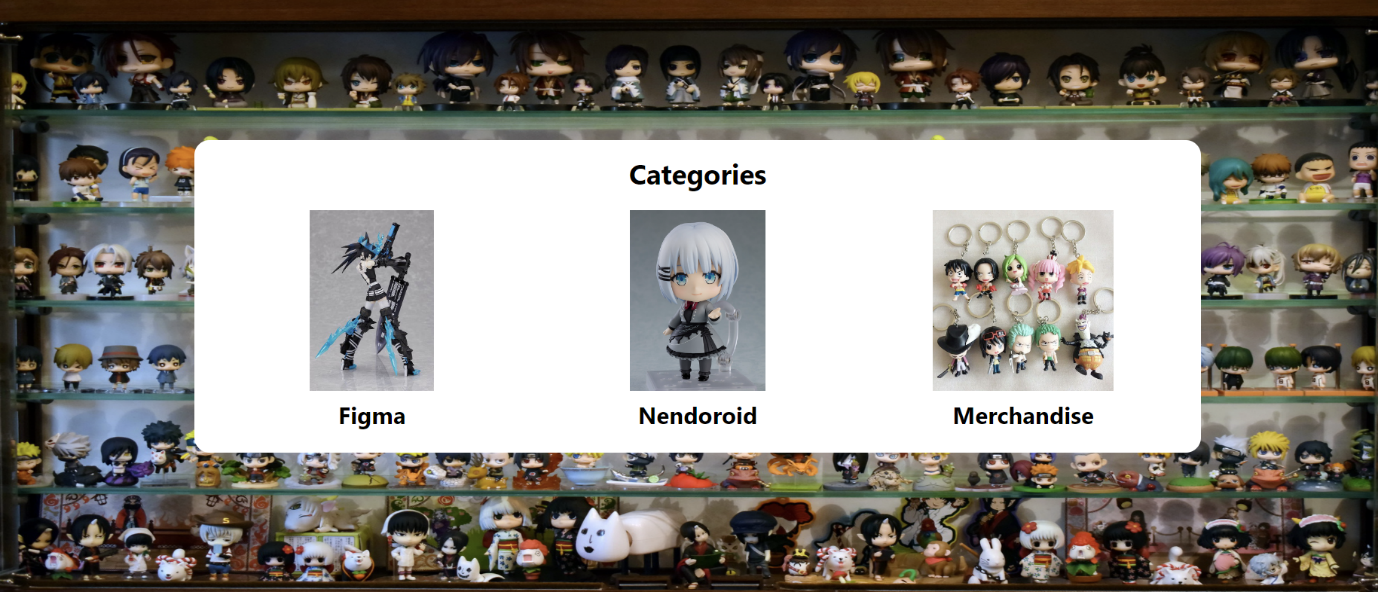 Categories
Figma
Nendoroid
Merchandise